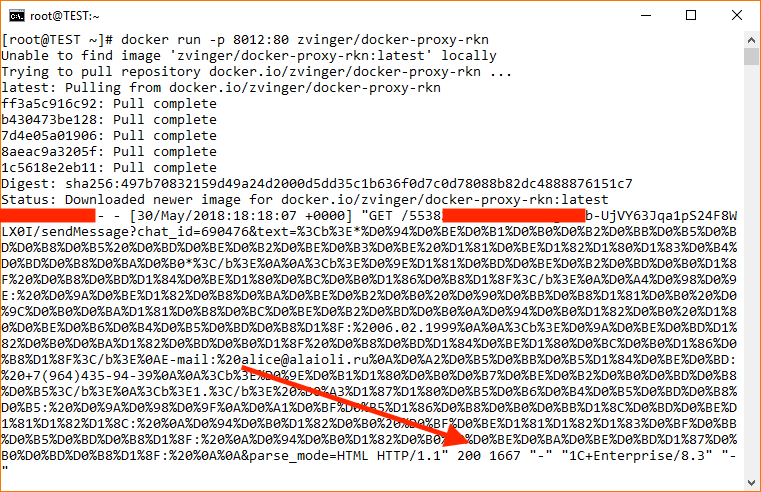 root@TEST:~
[root@TEST ~]# docker run -p 8012:80 zvinger/docker-proxy-rkn
Unable to find image 'zvinger/docker-proxy-rkn:latest' locally
Trying to pull repository docker.io/zvinger/docker-proxy-rkn ...
latest: Pulling from docker.io/zvinger/docker-proxy-rkn
ff3a5c916c92: Pull complete
b430473be128: Pull complete
7d4e05a01906: Pull complete
8aeac9a3205f: Pull complete
1c5618e2eb11: Pull complete
Digest: sha256:497b70832159d49a24d2000d5dd35c1b636f0d7c0d78088b82dc4888876151c7
Status: Downloaded newer image for docker.io/zvinger/docker-proxy-rkn:latest
- - [30/May/2018:18:18:07 +0000] "GET /5538 b-UjVY63Jqa1pS24F8W
LX0I/sendMessage?chat_id=690476&text=%3Cb%3E*%D0%94%D0%BE%D1%B0%D0%B0%D0%B2%D0%BB%D0%B5%D0%B
D%D0%B8%D0%B5%20%D0%BD%D0%BE%D0%B2%D0%BE%D0%B3%D0%BE%20%D1%81%D0%BE%D1%82%D1%80%D1%83%D0%B4%
D0%BD%D0%B8%D0%BA%D0%B0*%3C/b%3E%0A%0A%3Cb%3E%D0%9E%D1%81%D0%BD%D0%BE%D0%B2%D0%BD%D0%B0%D1%8
F%20%D0%B8%D0%BD%D1%84%D0%BE%D1%80%D0%BC%D0%B0%D1%86%D0%B8%D1%8F%3C/b%3E%0A%D0%A4%D0%98%D0%9
E:%20%D0%9A%D0%BE%D1%82%D0%B8%D0%BA%D0%BE%D0%B2%D0%B0%20%D0%90%D0%BB%D0%B8%D1%81%D0%B0%20%D0
%9C%D0%B0%D0%BA%D1%81%D0%B8%D0%BC%D0%BE%D0%B2%D0%BD%D0%B0%0A%D0%94%D0%B0%D1%82%D0%B0%20%D1%8
0%D0%BE%D0%B6%D0%B4%D0%B5%D0%BD%D0%B8%D1%8F:%2006.02.1999%0A%0A%3Cb%3E%D0%9A%D0%BE%D0%BD%D1%
82%D0%B0%D0%BA%D1%82%D0%BD%D0%B0%D1%8F%20%D0%B8%D0%BD%D1%84%D0%BE%D1%80%D0%BC%D0%B0%D1%86%D0
%B8%D1%8F%3C/b%3E%0AE-mail:%20alice@alaioli.ru%0A%D0%A2%D0%B5%D0%BB%D0%B5%D1%84%D0%BE%D0%BD:
%20+7(964)435-94-39%0A%0A%3Cb%3E%D0%9E%D0%B1%D1%80%D0%B0%D0%B7%D0%BE%D0%B2%D0%B0%D0%BD%D0%B8
%D0%B5%3C/b%3E%0A%3Cb%3E1.%3C/b%3E%20%D0%A3%D1%87%D1%80%D0%B5%D0%B6%D0%B4%D0%B5%D0%BD%D0%B8%
D0%B5:%20%D0%9A%D0%98%D0%9F%0A%D0%A1%D0%BF%D0%B5%D1%86%D0%B8%D0%B0%D0%BB%D1%8C%D0%BD%D0%BE%D
1%81%D1%82%D1%8C:%20%0A%D0%94%D0%B0%D1%82%D0%B0%20%D0%BF%D0%BE%D1%81%D1%82%D1%83%D0%BF%D0%BB
%D0%B5%D0%BD%D0%B8%D1%8F:%20%0A%D0%94%D0%B0%D1%82%D0%B0 %D0%BE%D0%BA%D0%BE%D0%BD%D1%87%D0%
B0%D0%BD%D0%B8%D1%8F:%20%0A%0A&parse_mode=HTML HTTP/1.1" 200 1667 "-" "1C+Enterprise/8.3" "-
"